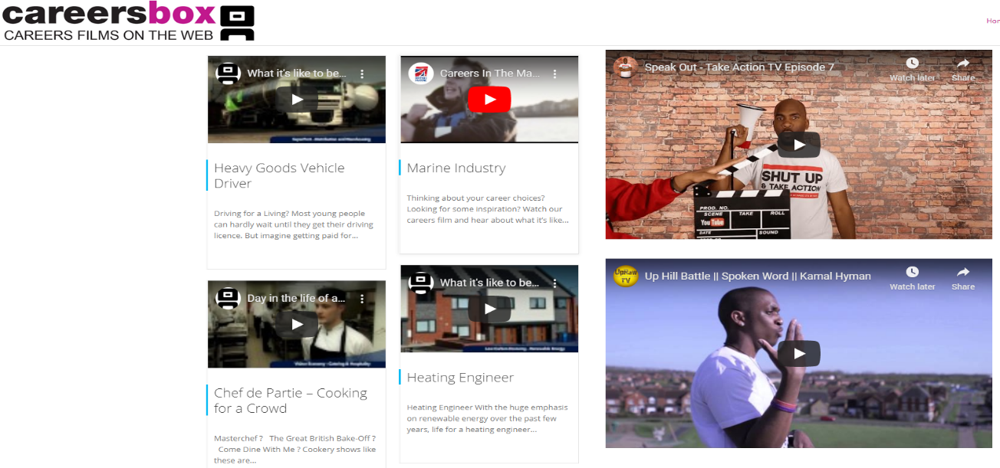 careersbox
CAREERS FILMS ON THE WEB
Hor
What it's like to be...
Heavy Goods Vehicle
Driver
Driving for a Living? Most young people
can hardly wait until they get their driving
licence. But imagine getting paid for...
Careers In The Ma...
Marine Industry
Thinking about your career choices?
Looking for some inspiration? Watch our
careers film and hear about what it's like...
Day in the life of a...
Chef de Partie – Cooking
for a Crowd
Masterchef ? The Great British Bake-Off ?
Come Dine With Me ? Cookery shows like
these are...
What it's like to be...
Heating Engineer
Heating Engineer With the huge emphasis
on renewable energy over the past few
years, life for a heating engineer...
Speak Out - Take Action TV Episode 7
Watch later
Share
SHUT UP
& TAKE ACTION
PROD. NO.
SCENE TAKE ROLL
YouTube
DATE SOUND
UpRaw
TV
Up Hill Battle || Spoken Word || Kamal Hyman
Watch later
Share